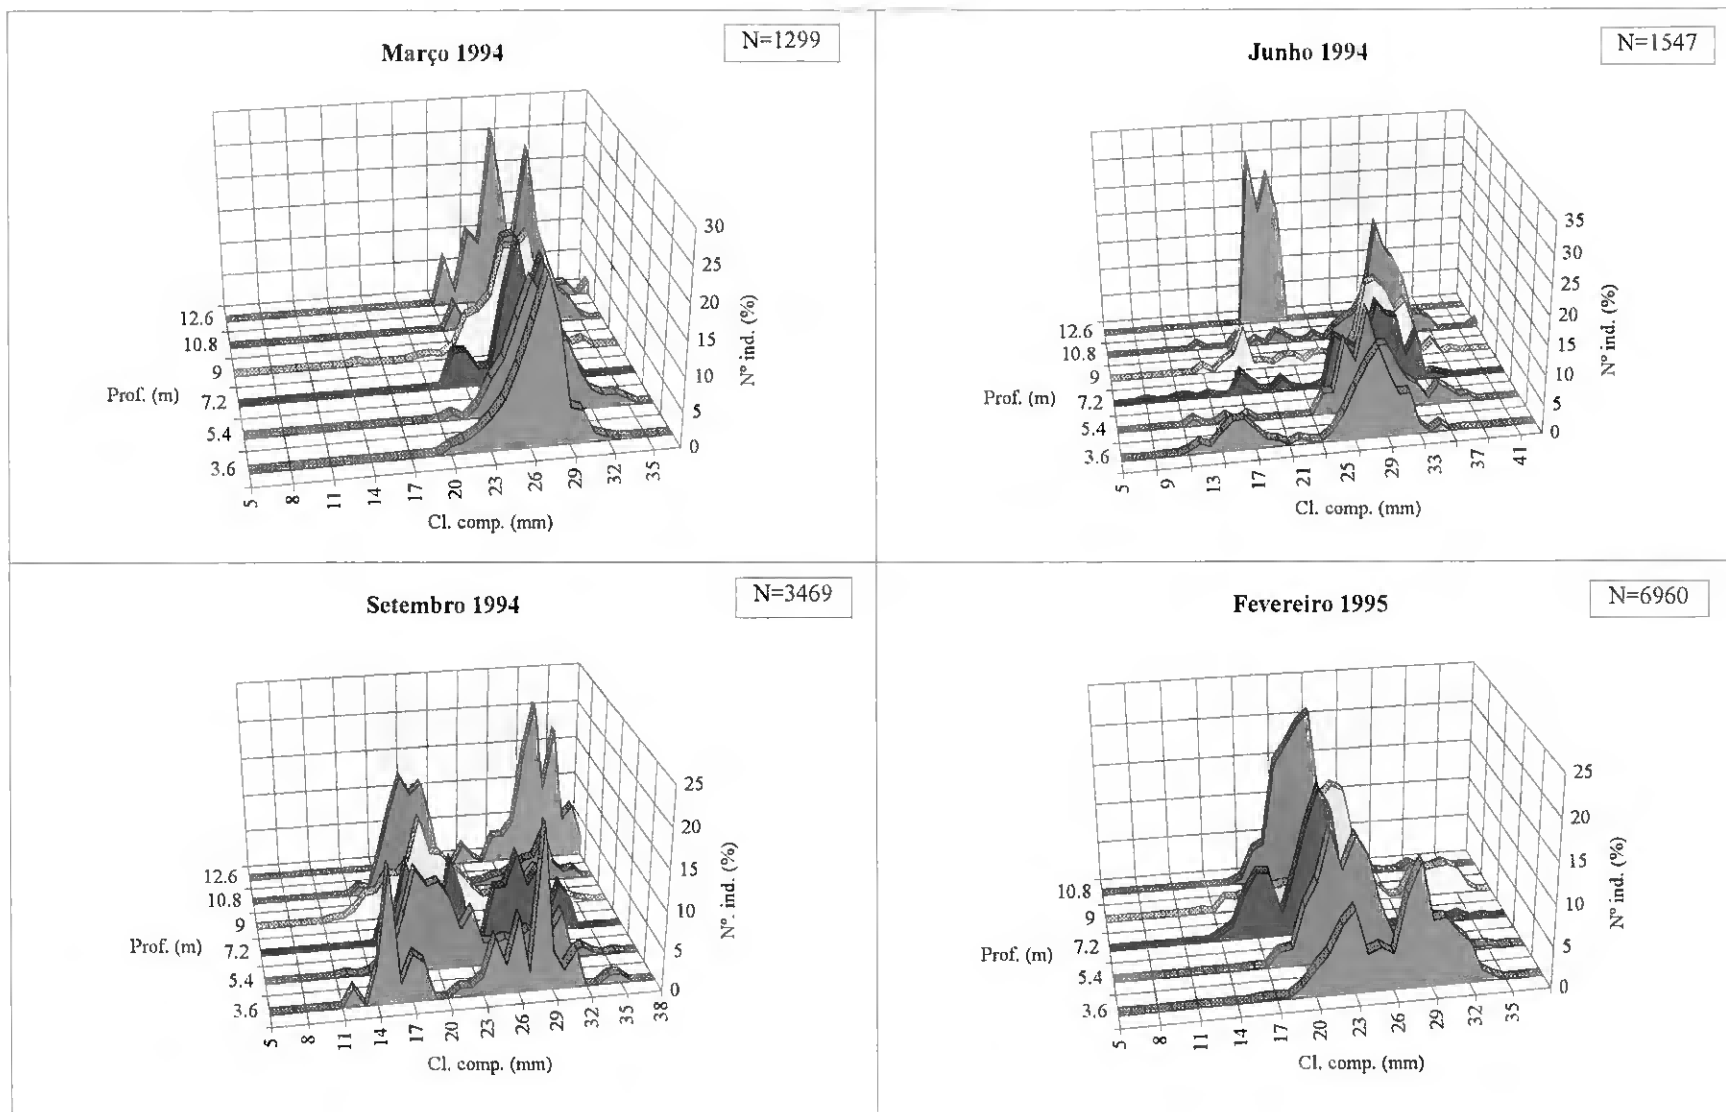 Março 1994
N=1299
30
25
20
15
10
5
0
Nº ind. (%)
12.6
10.8
9
7.2
5.4
3.6
Prof. (m)
5 8 11 14 17 20 23 26 29 32 35
Cl. comp. (mm)
Junho 1994
N=1547
35
30
25
20
15
10
5
0
Nº ind. (%)
12.6
10.8
9
7.2
5.4
3.6
Prof. (m)
5 9 13 17 21 25 29 33 37 41
Cl. comp. (mm)
Setembro 1994
N=3469
25
20
15
10
5
0
Nº. ind. (%)
12.6
10.8
9
7.2
5.4
3.6
Prof. (m)
5 8 11 14 17 20 23 26 29 32 35 38
Cl. comp. (mm)
Fevereiro 1995
N=6960
25
20
15
10
5
0
Nº ind. (%)
10.8
9
7.2
5.4
3.6
Prof. (m)
5 8 11 14 17 20 23 26 29 32 35
Cl. comp. (mm)